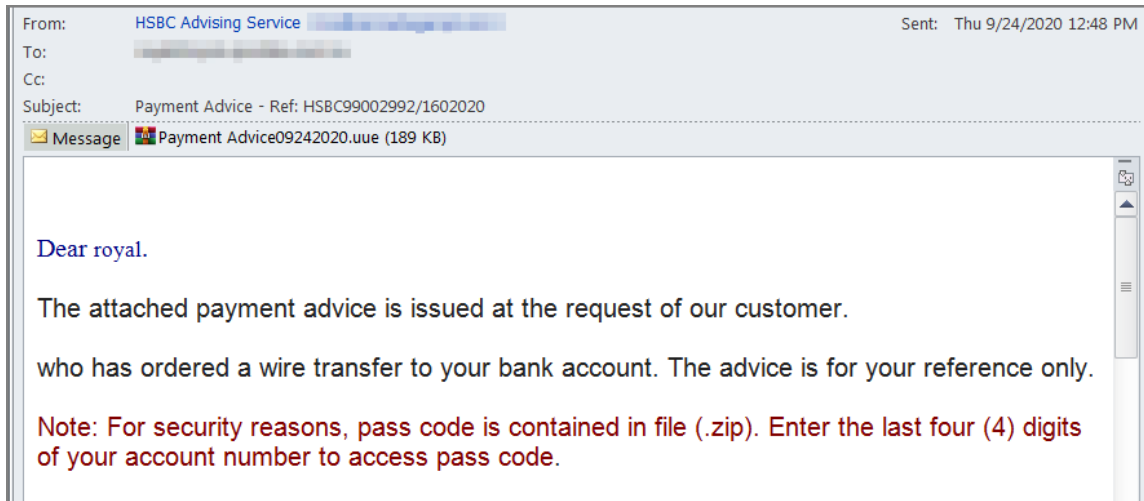 From: HSBC Advising Service Sent: Thu 9/24/2020 12:48 PM
To:
Cc:
Subject: Payment Advice - Ref: HSBC99002992/1602020
Message Payment Advice09242020.uue (189 KB)
Dear royal.
The attached payment advice is issued at the request of our customer.
who has ordered a wire transfer to your bank account. The advice is for your reference only.
Note: For security reasons, pass code is contained in file (.zip). Enter the last four (4) digits
of your account number to access pass code.